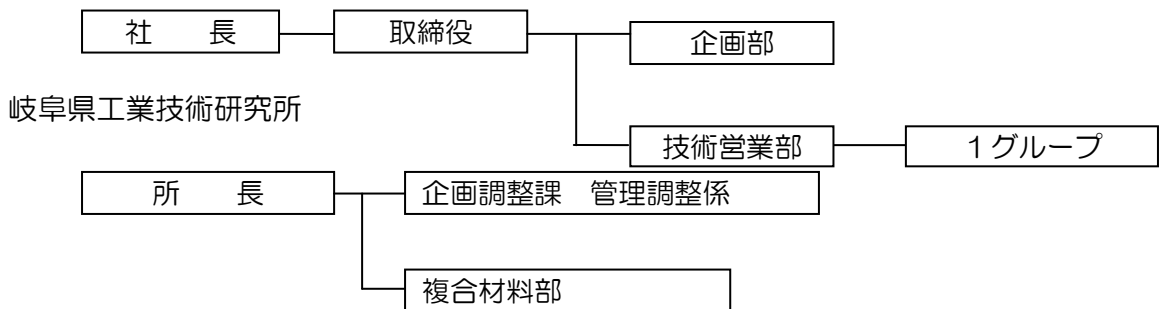 社　　長
取締役
企画部
岐阜県工業技術研究所
技術営業部
１グループ
所　　長
企画調整課　管理調整係
複合材料部